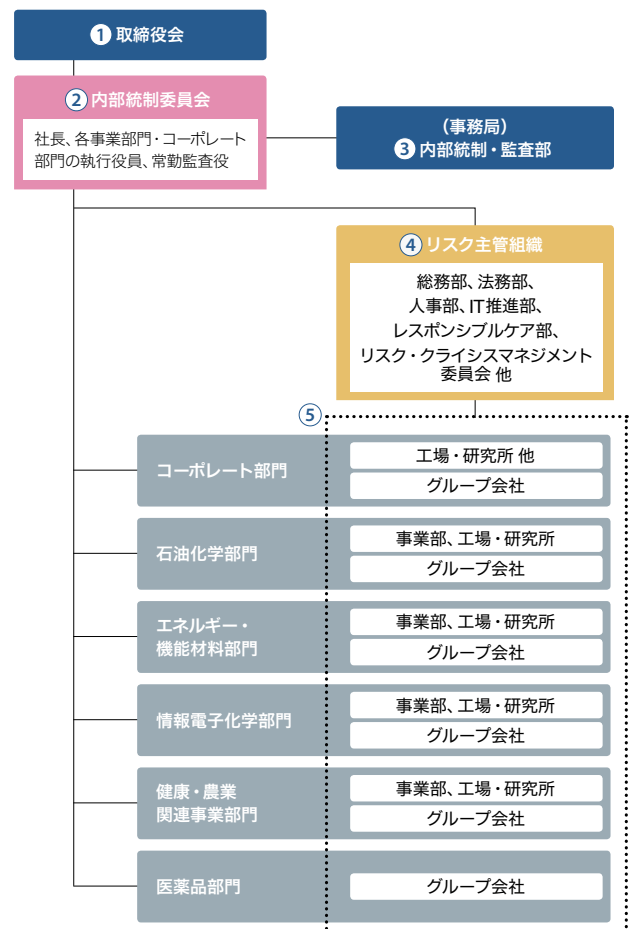 ① 取締役会
② 内部統制委員会
社長、各事業部門・コーポレート
部門の執行役員、常勤監査役
(事務局)
③ 内部統制・監査部
④ リスク主管組織
総務部、法務部、
人事部、IT推進部、
レスポンシブルケア部、
リスク・クライシスマネジメント
委員会 他
⑤
コーポレート部門
工場・研究所 他
グループ会社
石油化学部門
事業部、工場・研究所
グループ会社
エネルギー・
機能材料部門
事業部、工場・研究所
グループ会社
情報電子化学部門
事業部、工場・研究所
グループ会社
健康・農業
関連事業部門
事業部、工場・研究所
グループ会社
医薬品部門
グループ会社